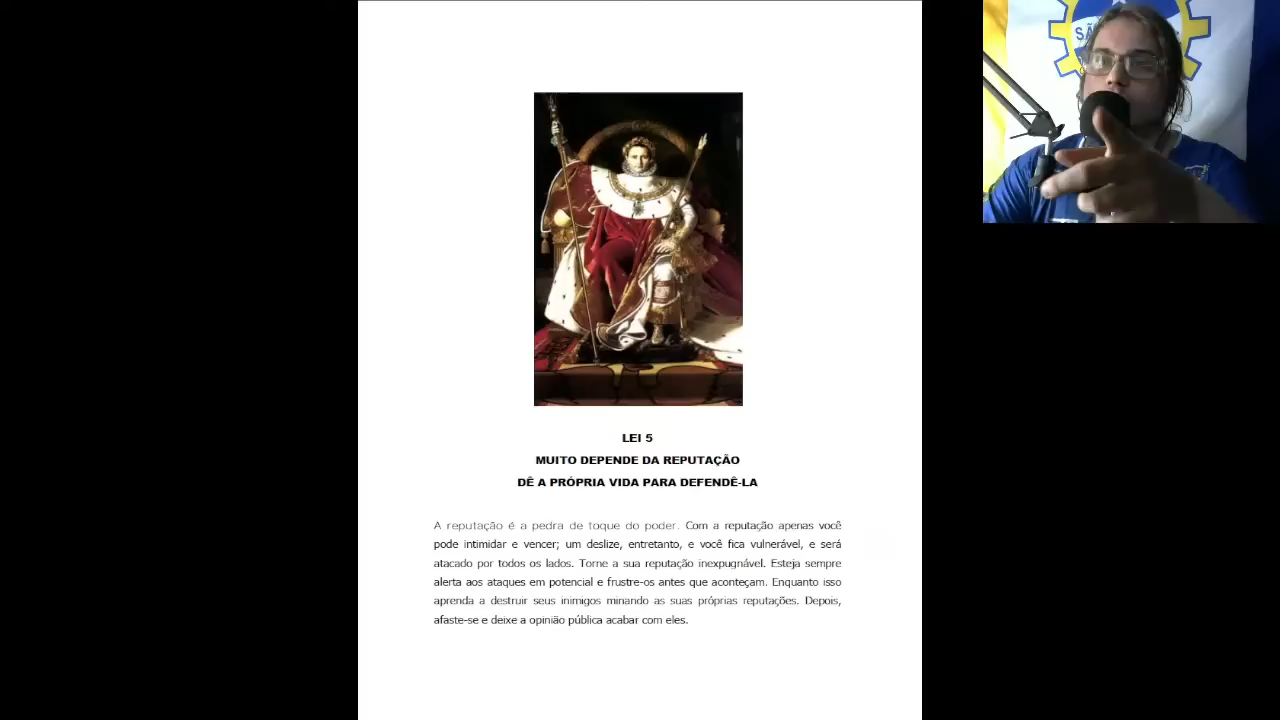 LEI 5
MUITO DEPENDE DA REPUTAÇÃO
DÊ A PRÓPRIA VIDA PARA DEFENDÊ-LA
A reputação é a pedra de toque do poder. Com a reputação apenas você
pode intimidar e vencer; um deslize, entretanto, e você fica vulnerável, e será
atacado por todos os lados. Torne a sua reputação inexpugnável. Esteja sempre
alerta aos ataques em potencial e frustre-os antes que aconteçam. Enquanto isso
aprenda a destruir seus inimigos minando as suas próprias reputações. Depois,
afaste-se e deixe a opinião pública acabar com eles.